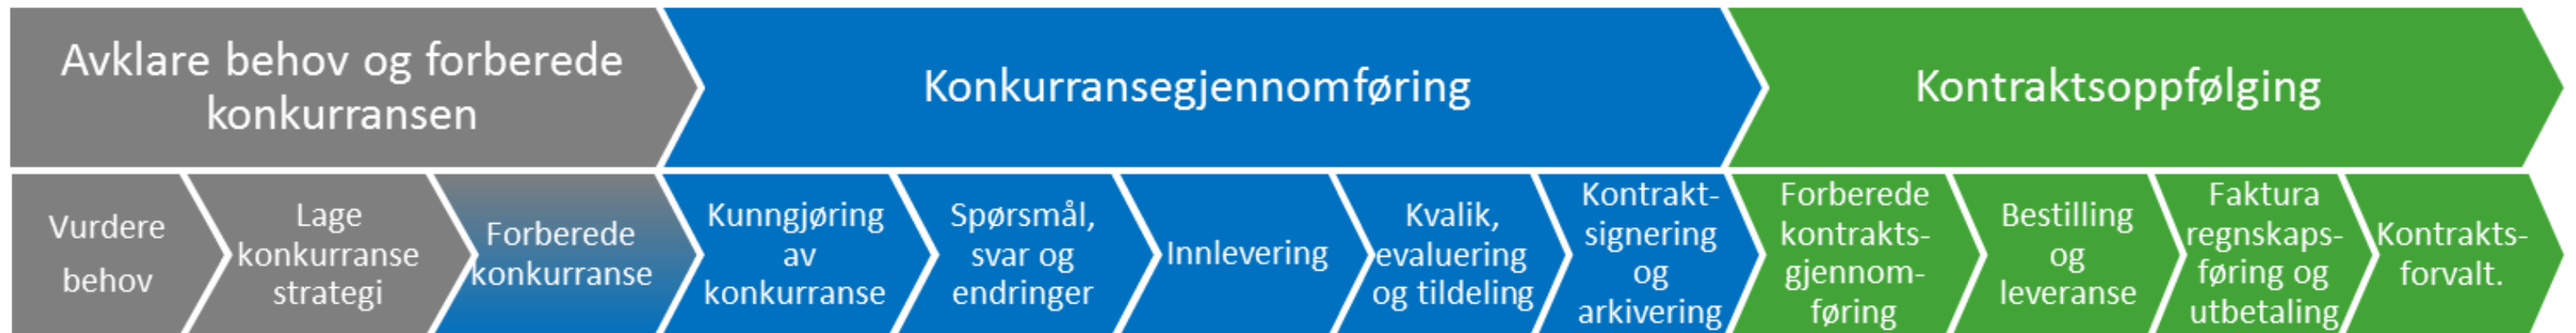 Avklare behov og forberede
konkurransen
Konkurransegjennomføring
Kontraktsoppfølging
Vurdere
behov
Lage
konkurranse
strategi
Forberede
konkurranse
Kunngjøring
av
konkurranse
Spørsmål,
svar og
endringer
Innlevering
Kvalik,
evaluering
og tildeling
Kontrakt-
signering
og
arkivering
Forberede
kontrakts-
gjennom-
føring
Bestilling
og
leveranse
Faktura
regnskaps-
føring og
utbetaling
Kontrakts-
forvalt.